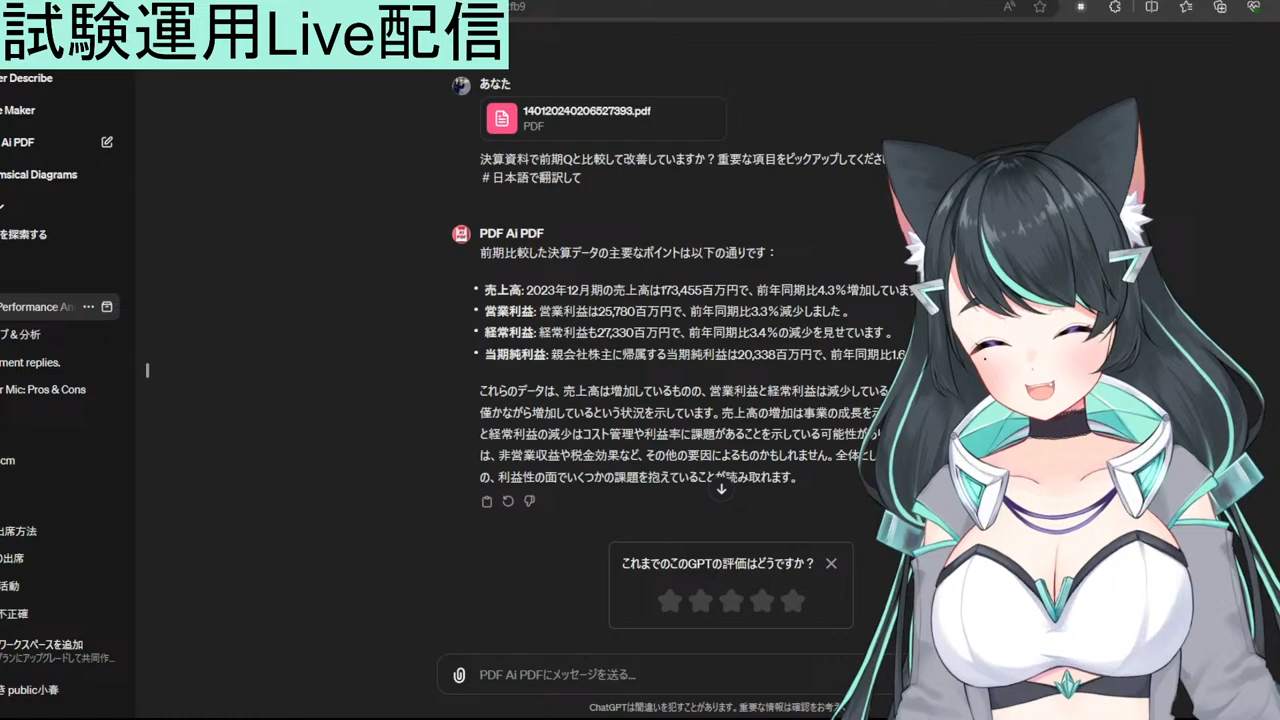 試験運用Live配信
fb9
er Describe
e Maker
Ai PDF
msical Diagrams
を探索する
Performance An
ブ＆分析
ment replies.
r Mic: Pros & Cons
cm
出席方法
の出席
活動
不正確
ワークスペースを追加
プランにアップグレードして共同作...
き public小春
あなた
140120240206527393.pdf
PDF
決算資料で前期Qと比較して改善していますか？重要な項目をピックアップしてくださ
# 日本語で翻訳して
PDF Ai PDF
前期比較した決算データの主要なポイントは以下の通りです：
• 売上高: 2023年12月期の売上高は173,455百万円で、前年同期比4.3%増加していま
• 営業利益: 営業利益は25,780百万円で、前年同期比3.3%減少しました。
• 経常利益: 経常利益も27,330百万円で、前年同期比3.4%の減少を見せています。
• 当期純利益: 親会社株主に帰属する当期純利益は20,338百万円で、前年同期比1.6
これらのデータは、売上高は増加しているものの、営業利益と経常利益は減少している
僅かながら増加しているという状況を示しています。売上高の増加は事業の成長を示
と経常利益の減少はコスト管理や利益率に課題があることを示している可能性があり
は、非営業収益や税金効果など、その他の要因によるものかもしれません。全体とし
の、利益性の面でいくつかの課題を抱えていることが読み取れます。
これまでのこのGPTの評価はどうですか？
PDF Ai PDFにメッセージを送る...
ChatGPTは間違いを犯すことがあります。重要な情報は確認をお考え